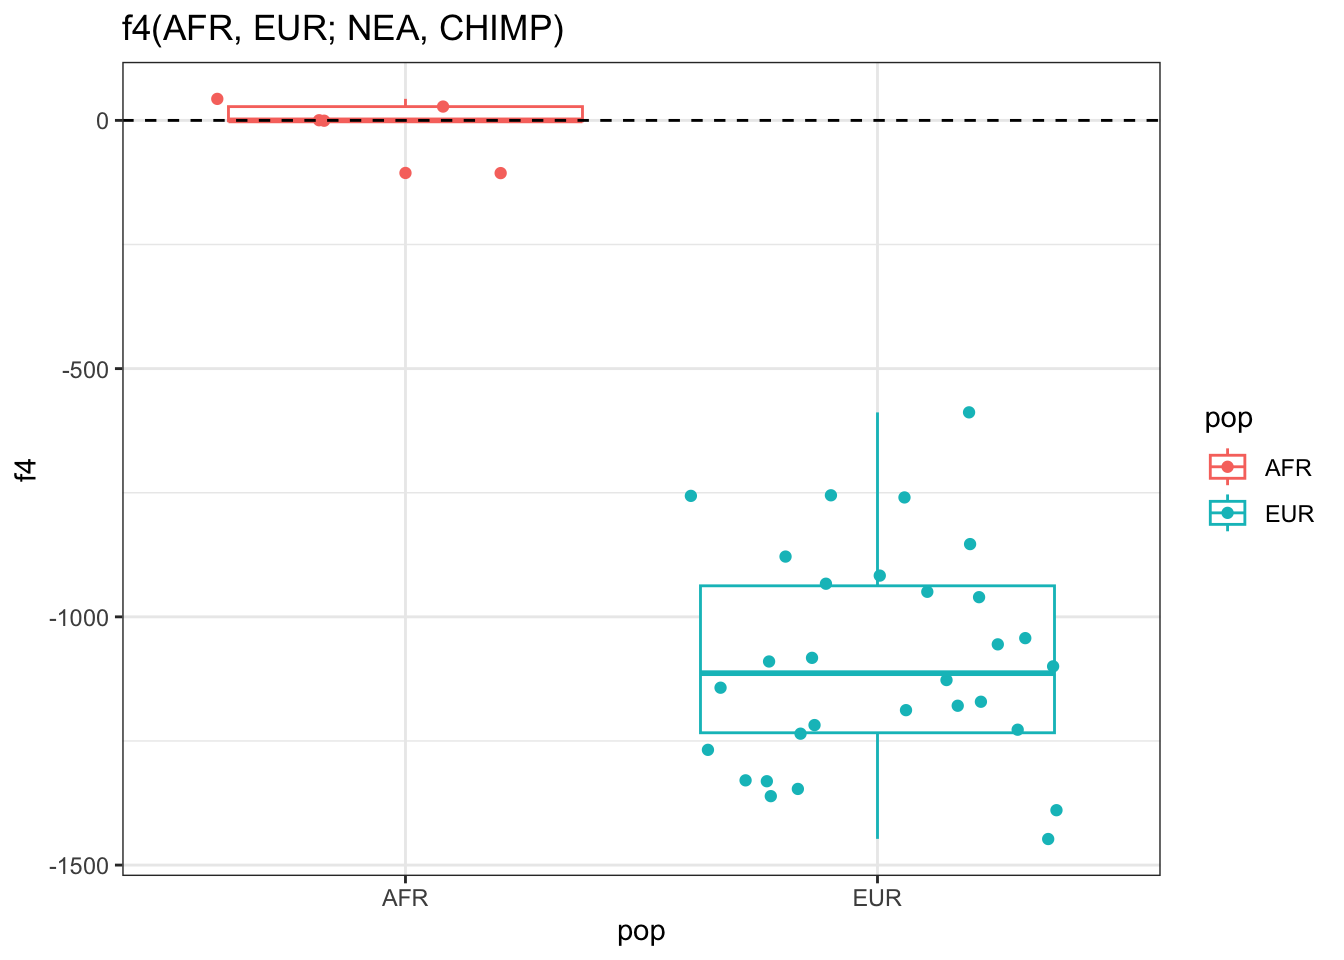 f4(AFR, EUR; NEA, CHIMP)
0
-500
-1000
-1500
f4
AFR
EUR
pop
pop
AFR
EUR